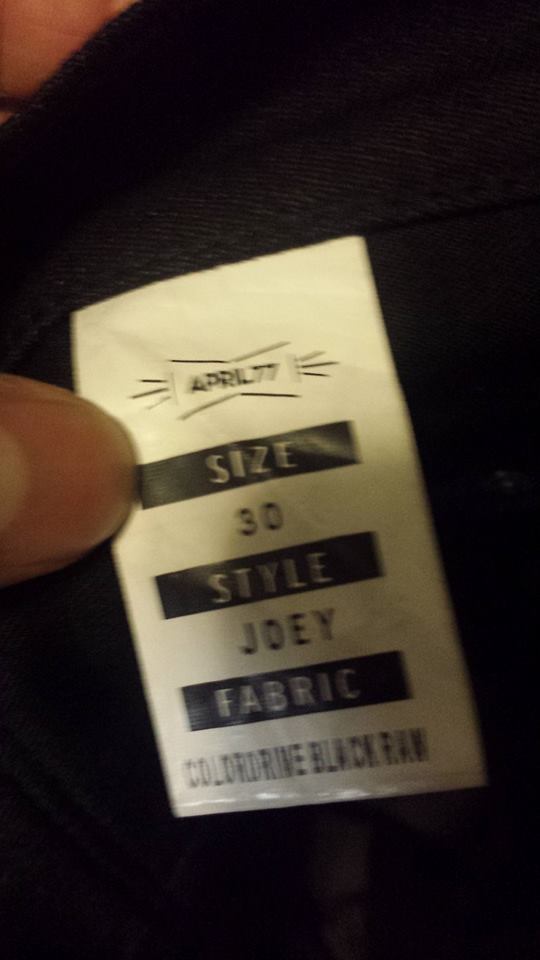 APRIL77
SIZE
30
STYLE
JOEY
FABRIC
COLORDRIVE BLACK RAW